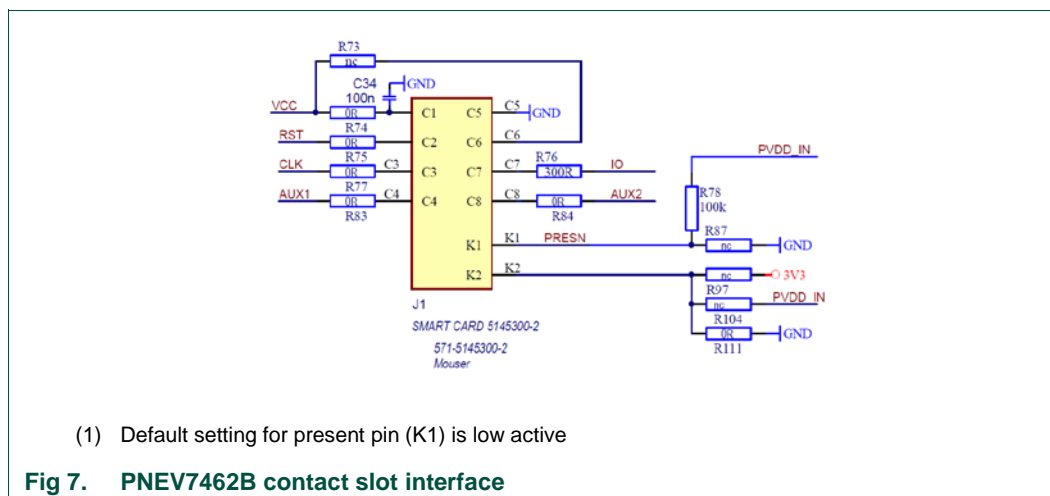 R73
nc
C34
100n
GND
VCC
0R
C1
C5
C5
GND
R74
RST
0R
C2
C6
C6
R75
CLK
0R
C3
C3
C7
C7
R76
300R
IO
R77
AUX1
0R
C4
C4
C8
C8
0R
AUX2
R83
R84
PVDD_IN
R78
100k
R87
K1
K1
PRESN
nc
GND
K2
K2
nc
3V3
R97
nc
PVDD_IN
R104
0R
GND
R111
J1
SMART CARD 5145300-2
571-5145300-2
Mouser
(1) Default setting for present pin (K1) is low active
Fig 7. PNEV7462B contact slot interface